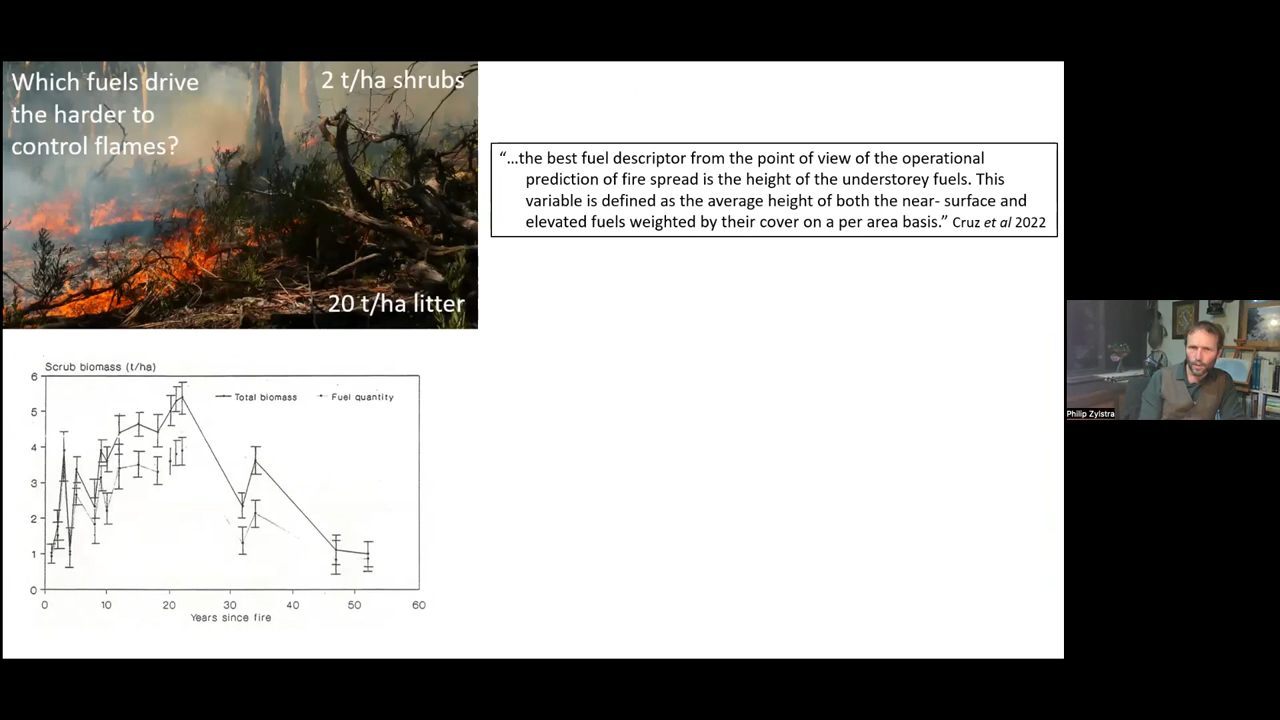 Which fuels drive
the harder to
control flames?
2 t/ha shrubs
20 t/ha litter
“…the best fuel descriptor from the point of view of the operational
prediction of fire spread is the height of the understorey fuels. This
variable is defined as the average height of both the near- surface and
elevated fuels weighted by their cover on a per area basis.” Cruz et al 2022
Scrub biomass (t/ha)
6
5
4
3
2
1
0
Total biomass
Fuel quantity
0 10 20 30 40 50 60
Years since fire
Philip Zylstra